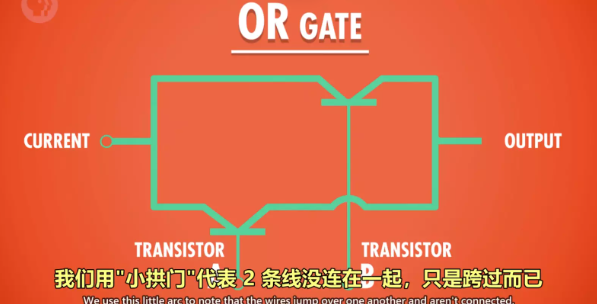 OR GATE
CURRENT
OUTPUT
TRANSISTOR
A
TRANSISTOR
B
我们用"小拱门"代表 2 条线没连在一起，只是跨过而已
We use this little arc to note that the wires jump over one another and aren't connected.